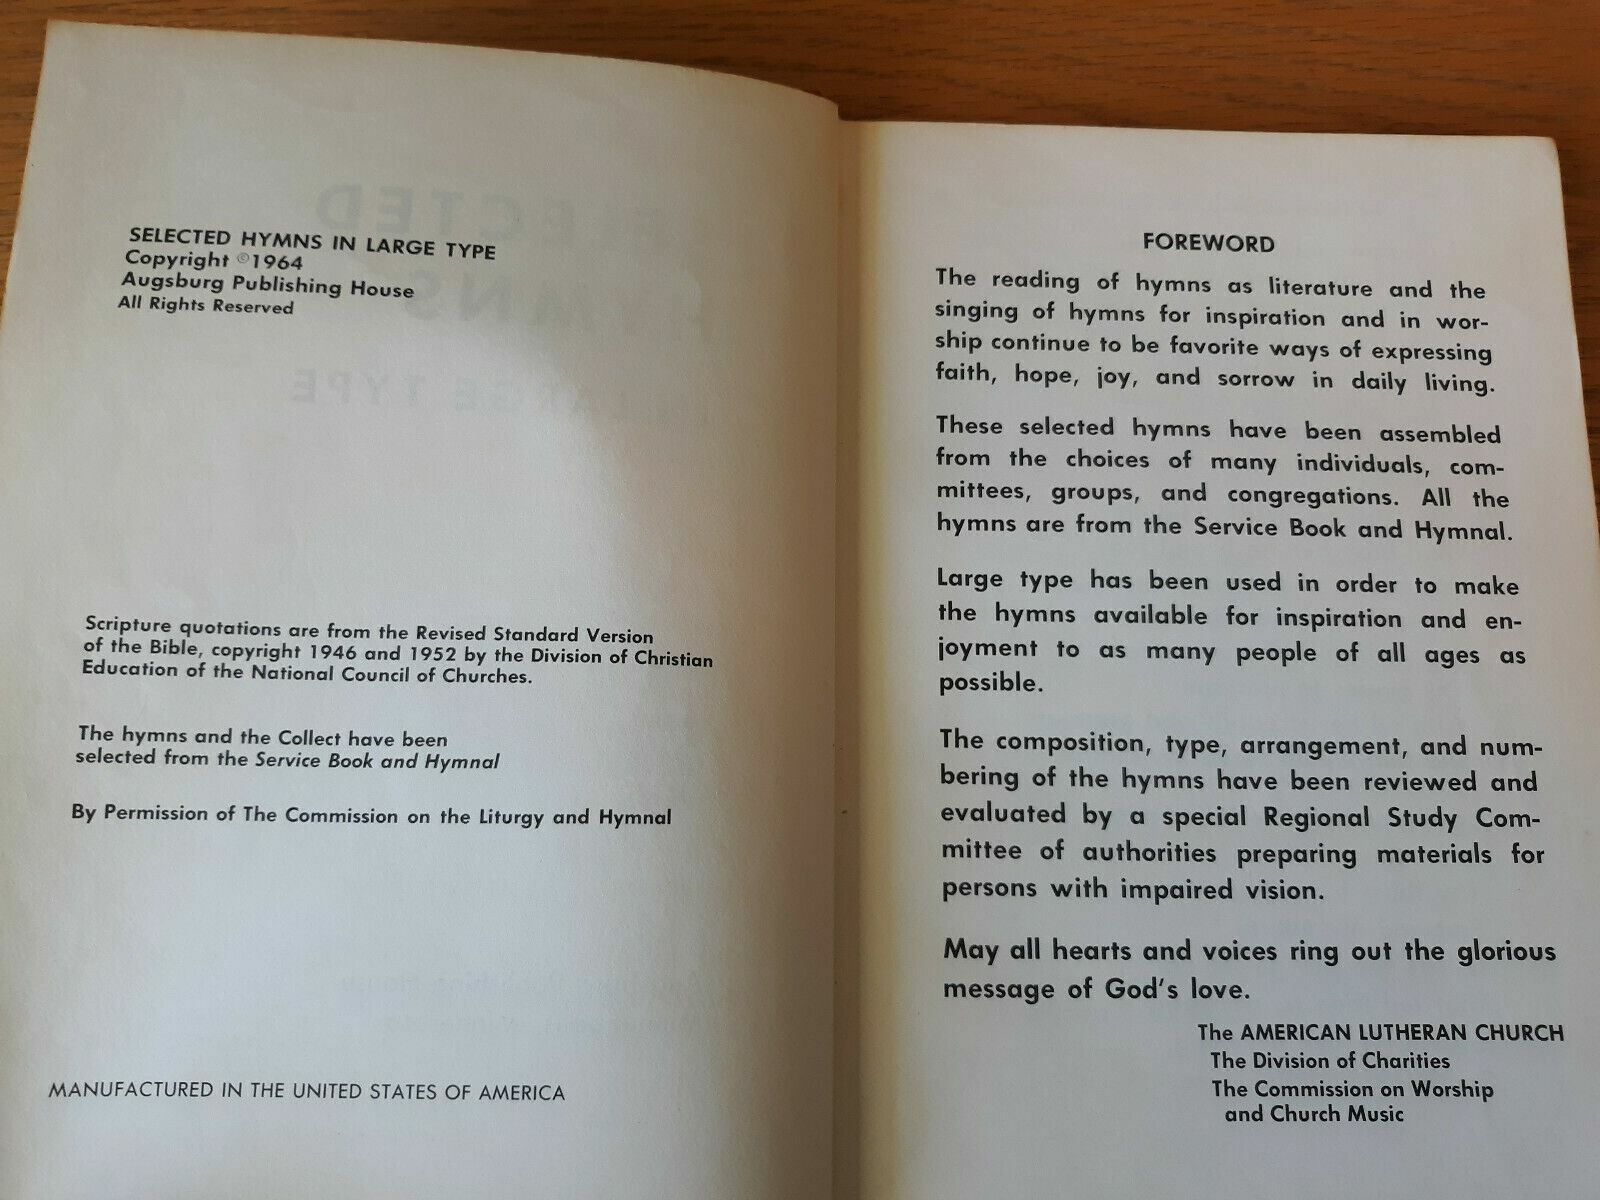 SELECTED HYMNS IN LARGE TYPE
Copyright ©1964
Augsburg Publishing House
All Rights Reserved
Scripture quotations are from the Revised Standard Version
of the Bible, copyright 1946 and 1952 by the Division of Christian
Education of the National Council of Churches.
The hymns and the Collect have been
selected from the Service Book and Hymnal
By Permission of The Commission on the Liturgy and Hymnal
MANUFACTURED IN THE UNITED STATES OF AMERICA
FOREWORD
The reading of hymns as literature and the
singing of hymns for inspiration and in wor-
ship continue to be favorite ways of expressing
faith, hope, joy, and sorrow in daily living.
These selected hymns have been assembled
from the choices of many individuals, com-
mittees, groups, and congregations. All the
hymns are from the Service Book and Hymnal.
Large type has been used in order to make
the hymns available for inspiration and en-
joyment to as many people of all ages as
possible.
The composition, type, arrangement, and num-
bering of the hymns have been reviewed and
evaluated by a special Regional Study Com-
mittee of authorities preparing materials for
persons with impaired vision.
May all hearts and voices ring out the glorious
message of God's love.
The AMERICAN LUTHERAN CHURCH
The Division of Charities
The Commission on Worship
and Church Music